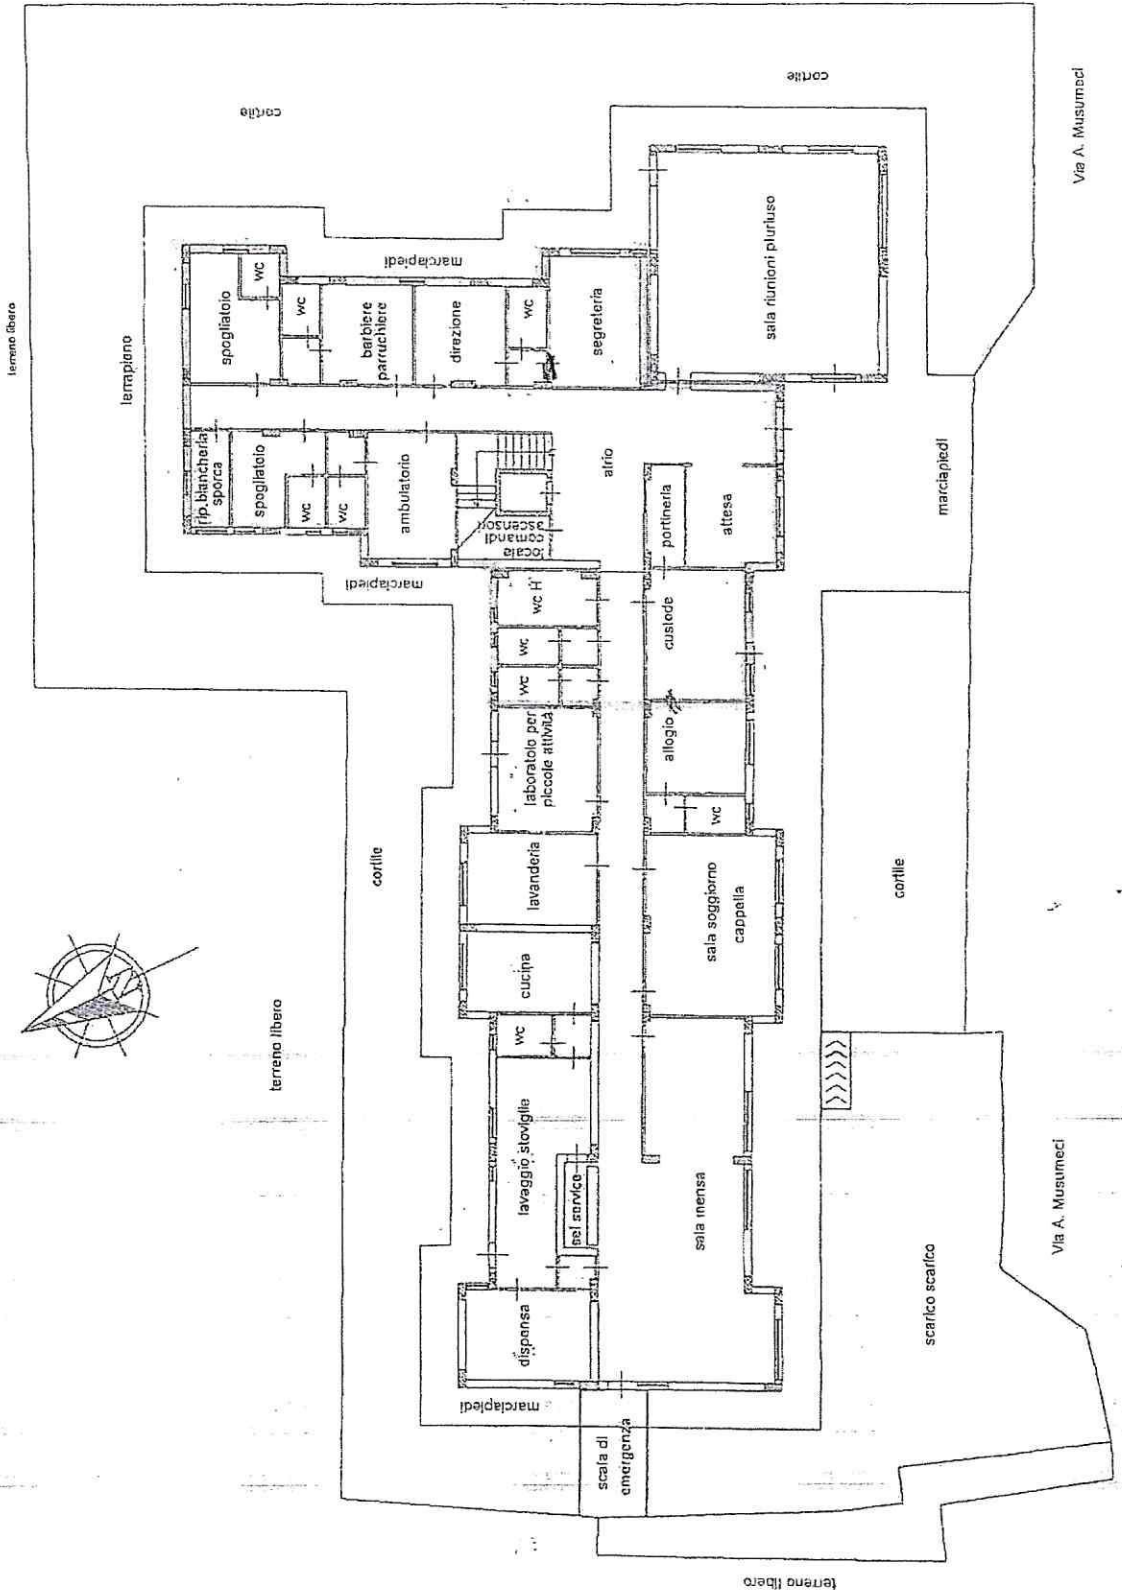 terreno libero
terrapieno
cortile
cortile
Via A. Musumeci
marciapiedi
spogliatoio
wc
wc
barbiere
parruchiere
direzione
wc
segreteria
sala riunioni pluriuso
rip.biancheria
sporca
spogliatoio
wc
wc
ambulatorio
locale
comandi
ascensori
atrio
portineria
attesa
marciapiedi
marciapiedi
wc H
wc
wc
custode
laboratoio per
piccole attività
allogio
wc
cortile
lavanderia
sala soggiorno
cappella
cortile
cucina
wc
terreno libero
lavaggio stoviglie
sel service
sala mensa
dispensa
marciapiedi
scala di
emergenza
scarico scarico
Via A. Musumeci
terreno libero